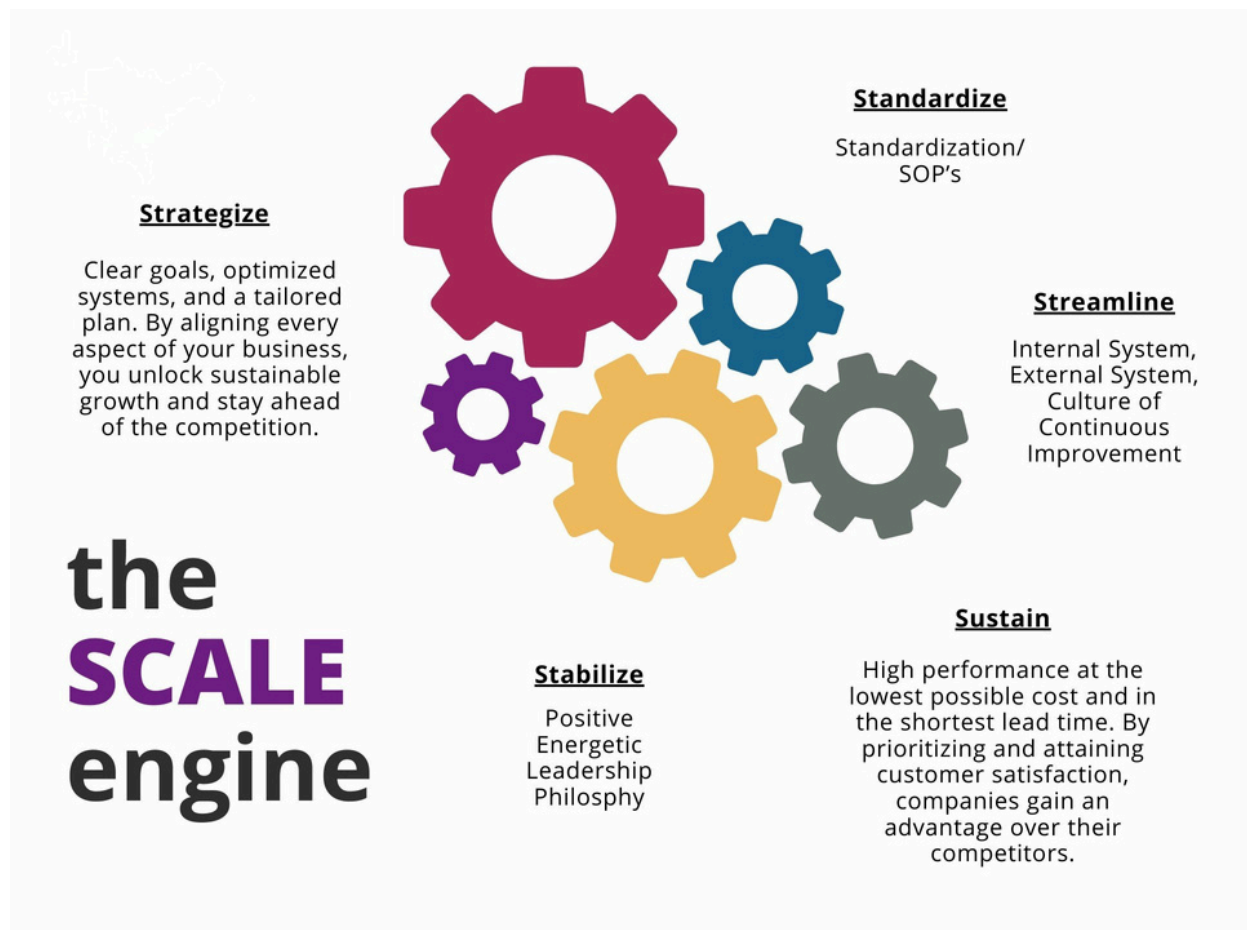 Strategize
Clear goals, optimized
systems, and a tailored
plan. By aligning every
aspect of your business,
you unlock sustainable
growth and stay ahead
of the competition.
Standardize
Standardization/
SOP’s
Streamline
Internal System,
External System,
Culture of
Continuous
Improvement
the
SCALE
engine
Stabilize
Positive
Energetic
Leadership
Philosphy
Sustain
High performance at the
lowest possible cost and in
the shortest lead time. By
prioritizing and attaining
customer satisfaction,
companies gain an
advantage over their
competitors.